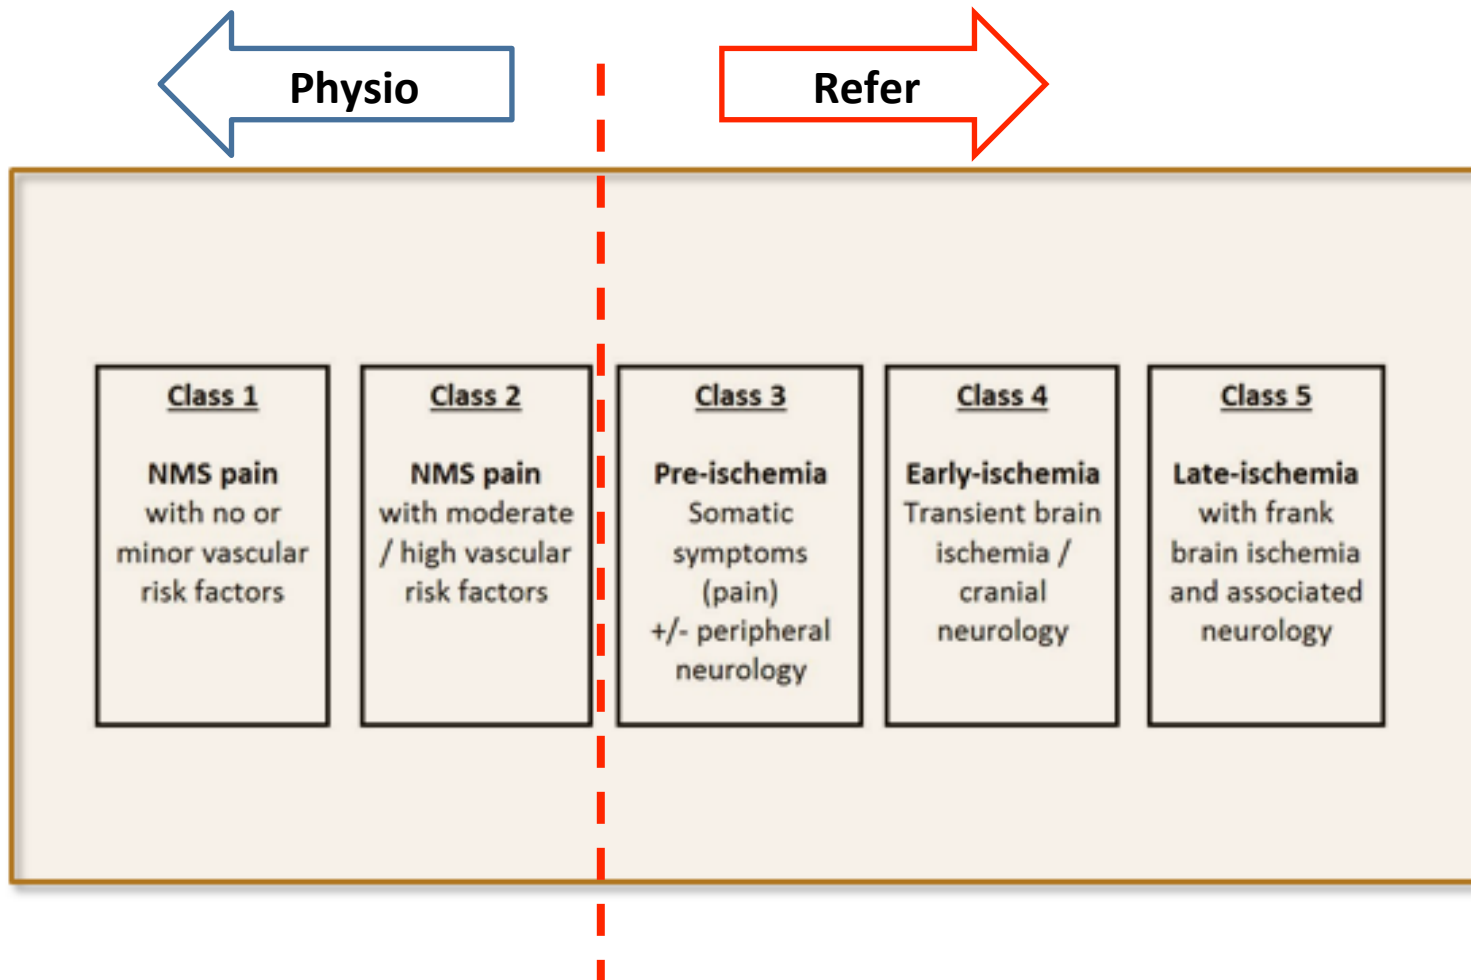 Physio
Refer
Class 1
NMS pain
with no or
minor vascular
risk factors
Class 2
NMS pain
with moderate
/ high vascular
risk factors
Class 3
Pre-ischemia
Somatic
symptoms
(pain)
+/- peripheral
neurology
Class 4
Early-ischemia
Transient brain
ischemia /
cranial
neurology
Class 5
Late-ischemia
with frank
brain ischemia
and associated
neurology